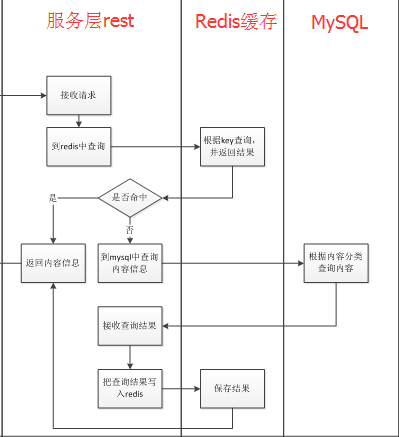 服务层rest
Redis缓存
MySQL
接收请求
到redis中查询
根据key查询,
并返回结果
是
是否命中
否
返回内容信息
到mysql中查询
内容信息
根据内容分类
查询内容
接收查询结果
把查询结果写
入redis
保存结果